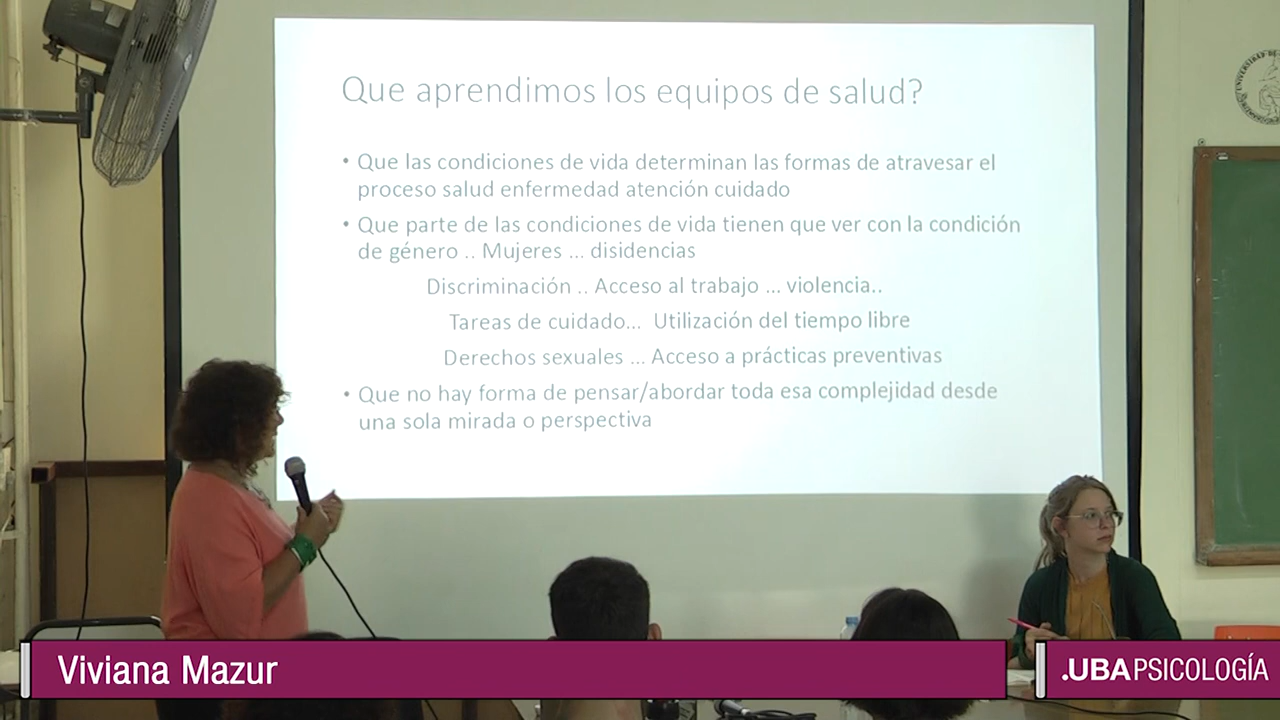 Que aprendimos los equipos de salud?
• Que las condiciones de vida determinan las formas de atravesar el
proceso salud enfermedad atención cuidado
• Que parte de las condiciones de vida tienen que ver con la condición
de género .. Mujeres ... disidencias
Discriminación .. Acceso al trabajo ... violencia..
Tareas de cuidado... Utilización del tiempo libre
Derechos sexuales ... Acceso a prácticas preventivas
• Que no hay forma de pensar/abordar toda esa complejidad desde
una sola mirada o perspectiva
Viviana Mazur
.UBAPSICOLOGÍA